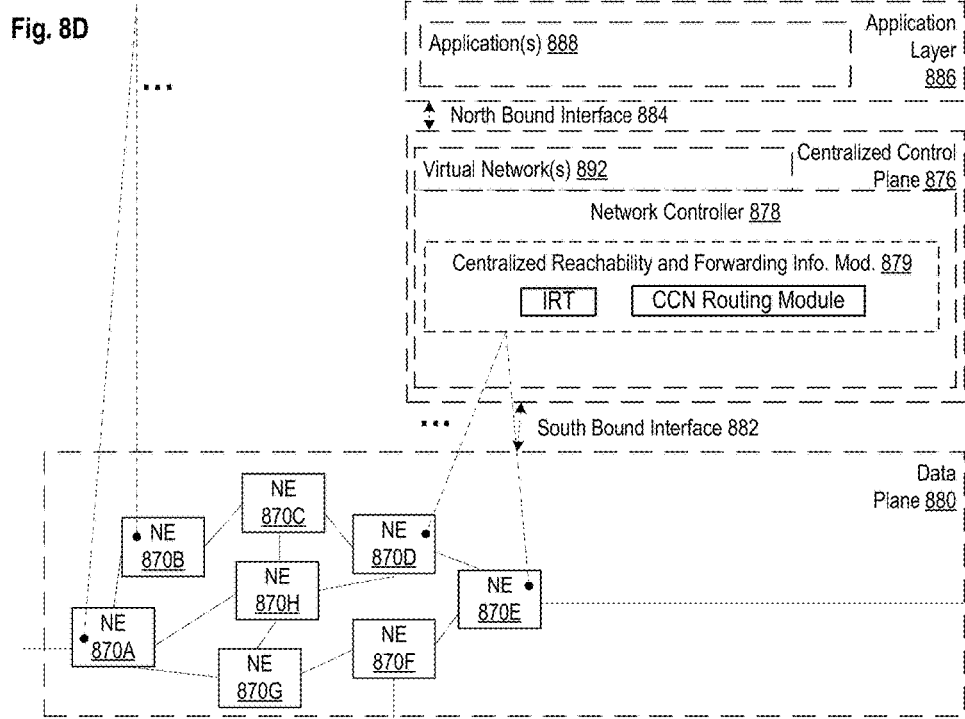 Fig. 8D
Application(s) 888
Application
Layer
886
North Bound Interface 884
Virtual Network(s) 892
Centralized Control
Plane 876
Network Controller 878
Centralized Reachability and Forwarding Info. Mod. 879
IRT
CCN Routing Module
South Bound Interface 882
Data
Plane 880
NE
870C
NE
870B
NE
870D
NE
870H
NE
870E
NE
870A
NE
870F
NE
870G